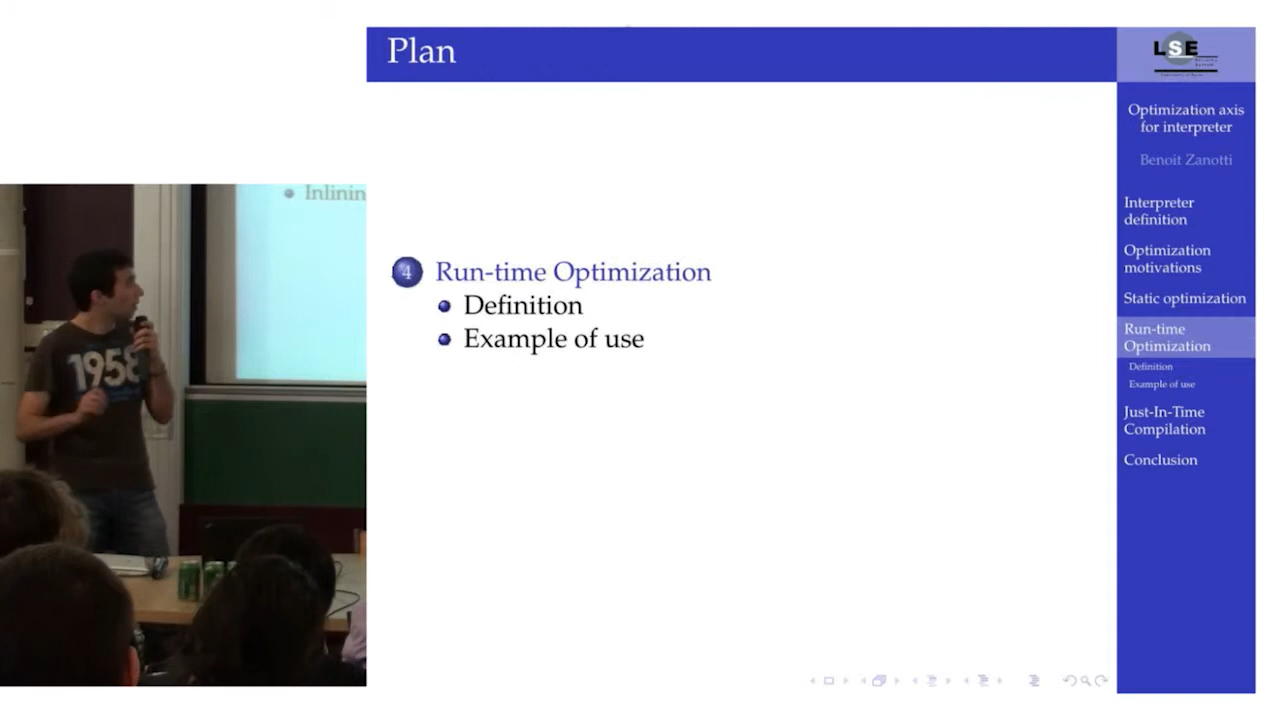 Plan
LSE
Optimization axis
for interpreter
Benoit Zanotti
Interpreter
definition
Optimization
motivations
Static optimization
Run-time
Optimization
Definition
Example of use
Just-In-Time
Compilation
Conclusion
4 Run-time Optimization
Definition
Example of use
Inlinin
1958